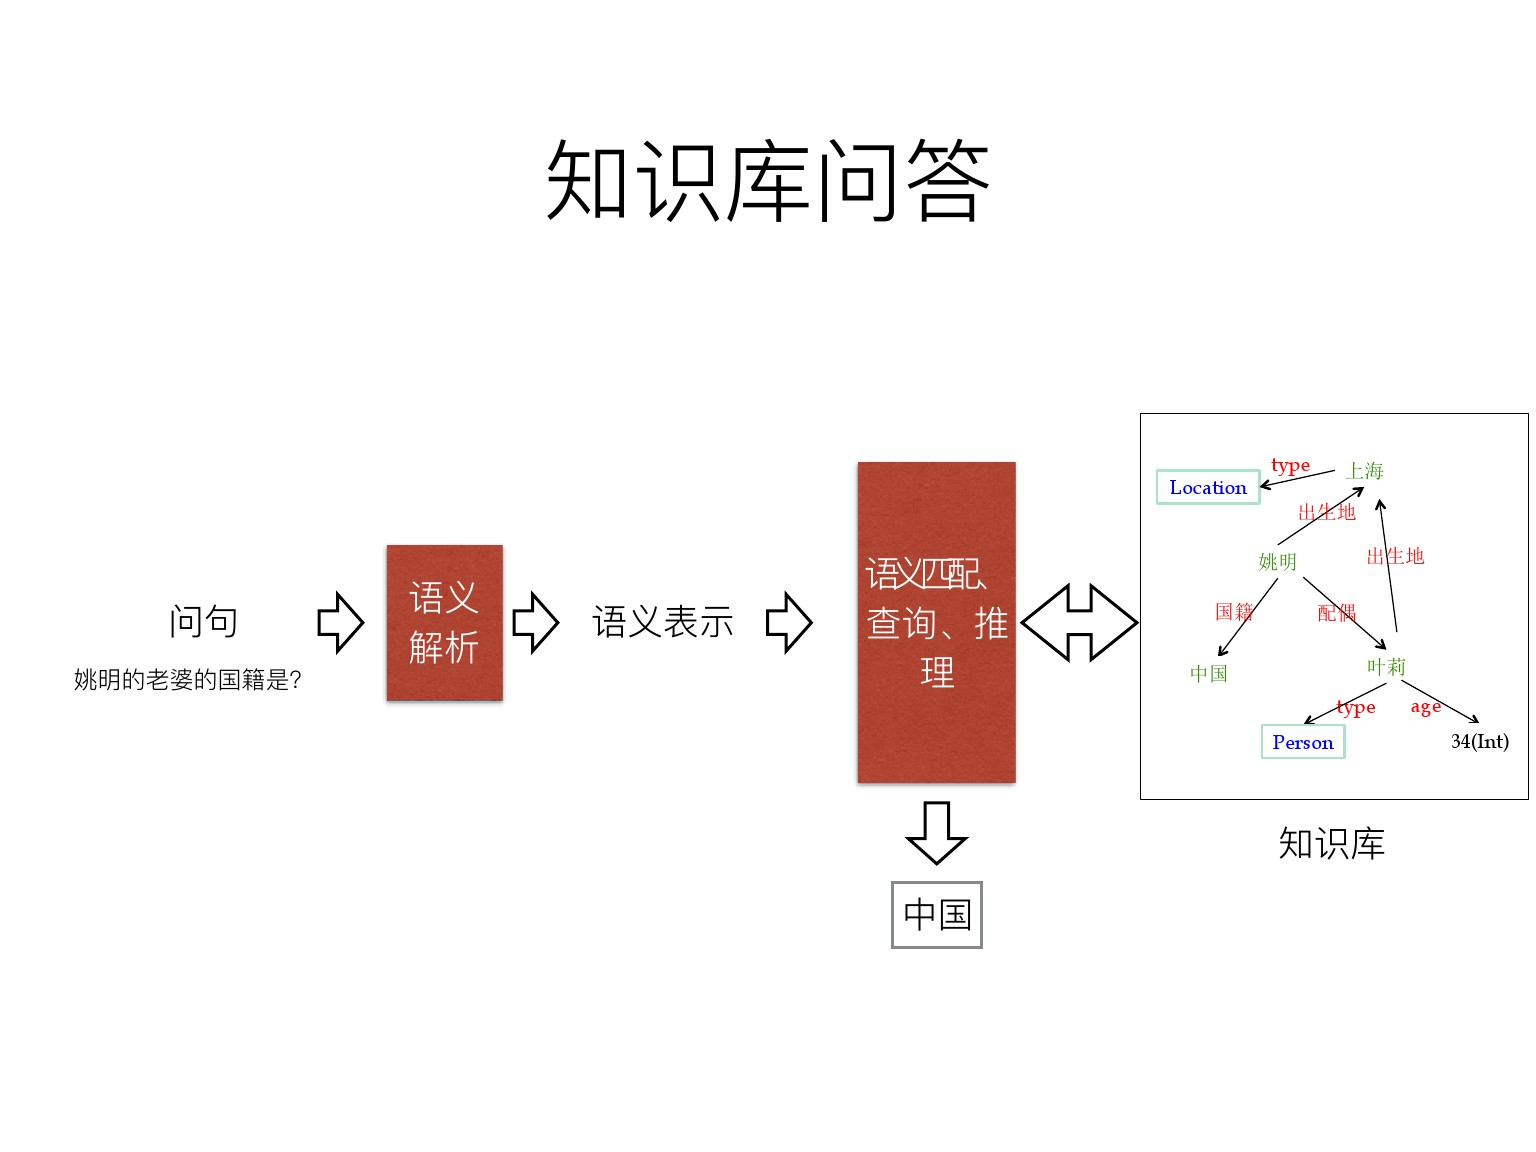 知识库问答
问句
姚明的老婆的国籍是?
语义
解析
语义表示
语义匹配、
查询、推
理
中国
type
上海
Location
出生地
出生地
姚明
国籍
配偶
中国
叶莉
type
age
Person
34(Int)
知识库